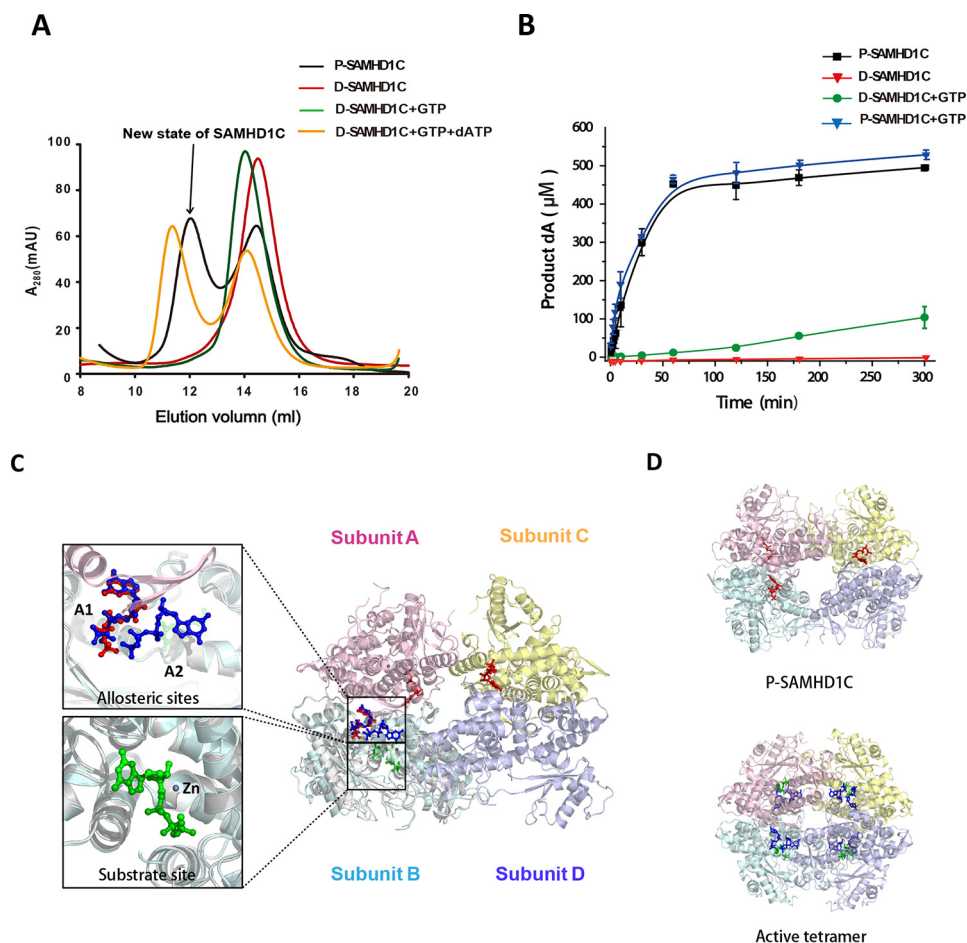 A
P-SAMHD1C
D-SAMHD1C
D-SAMHD1C+GTP
D-SAMHD1C+GTP+dATP
New state of SAMHD1C
100
80
60
40
20
0
A280(mAU)
8
10
12
14
16
18
20
Elution volumn (ml)
B
P-SAMHD1C
D-SAMHD1C
D-SAMHD1C+GTP
P-SAMHD1C+GTP
600
500
400
300
200
100
0
Product dA ( μM )
0
50
100
150
200
250
300
Time (min)
C
Subunit A
Subunit C
A1
A2
Allosteric sites
Zn
Substrate site
Subunit B
Subunit D
D
P-SAMHD1C
Active tetramer